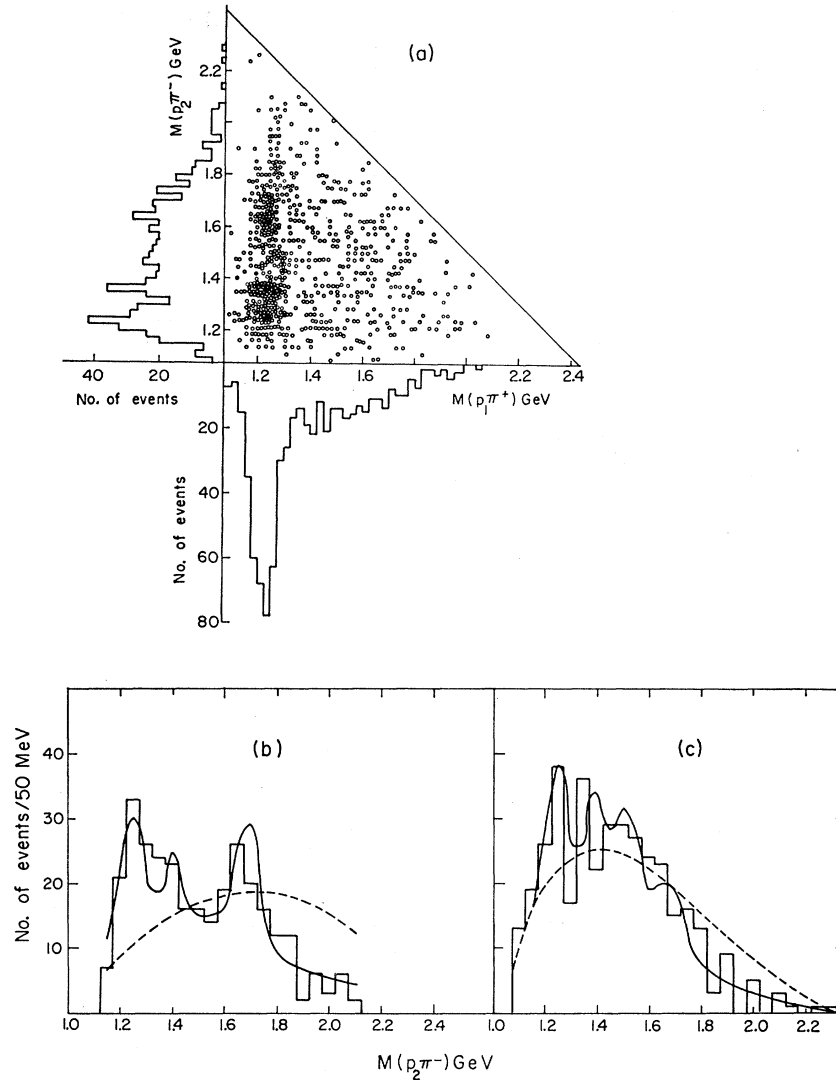 (a)
M(p₂π⁻) GeV
2.2
1.8
1.6
1.4
1.2
40 20
No. of events
1.2 1.4 1.6 2.2 2.4
M(p₁π⁺) GeV
20
40
60
80
No. of events
(b) (c)
No. of events/50 MeV
40
30
20
10
1.0 1.2 1.4 1.6 1.8 2.0 2.2 2.4 1.0 1.2 1.4 1.6 1.8 2.0 2.2
M(p₂π⁻) GeV